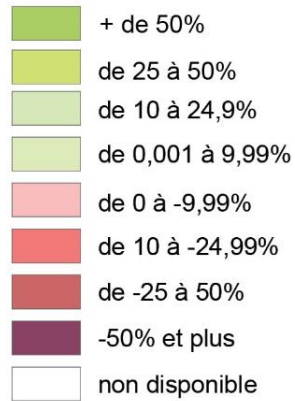 + de 50%
de 25 à 50%
de 10 à 24,9%
de 0,001 à 9,99%
de 0 à -9,99%
de 10 à -24,99%
de -25 à 50%
-50% et plus
non disponible